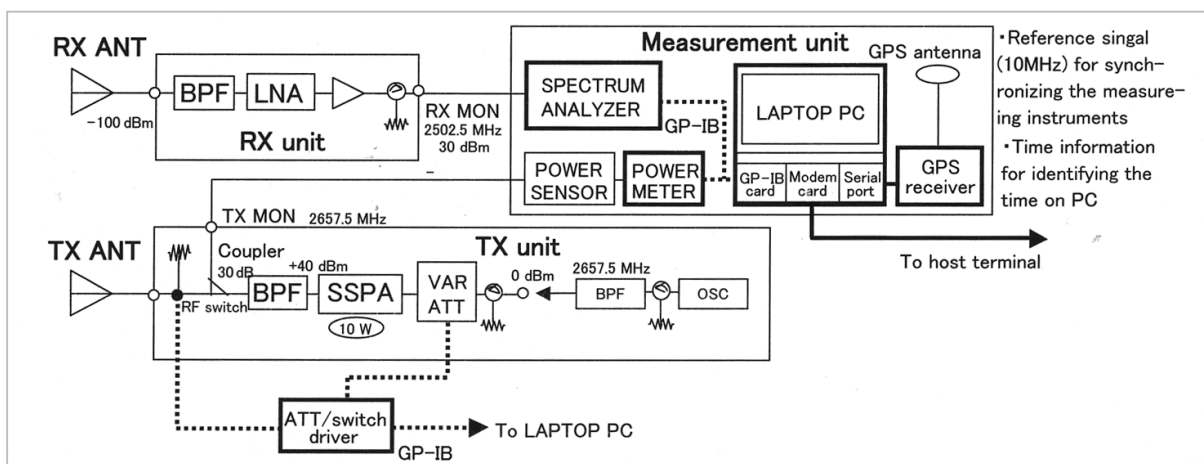 RX ANT
-100 dBm
BPF
LNA
RX unit
RX MON
2502.5 MHz
30 dBm
Measurement unit
SPECTRUM
ANALYZER
GP-IB
POWER
SENSOR
POWER
METER
LAPTOP PC
GP-IB
card
Modem
card
Serial
port
GPS antenna
GPS
receiver
・Reference singal
(10MHz) for synch-
ronizing the measure-
ing instruments
・Time information
for identifying the
time on PC
To host terminal
TX MON 2657.5 MHz
TX ANT
TX unit
Coupler
30 dB
RF switch
BPF
+40 dBm
SSPA
10 W
VAR
ATT
0 dBm
2657.5 MHz
BPF
OSC
ATT/switch
driver
GP-IB
To LAPTOP PC